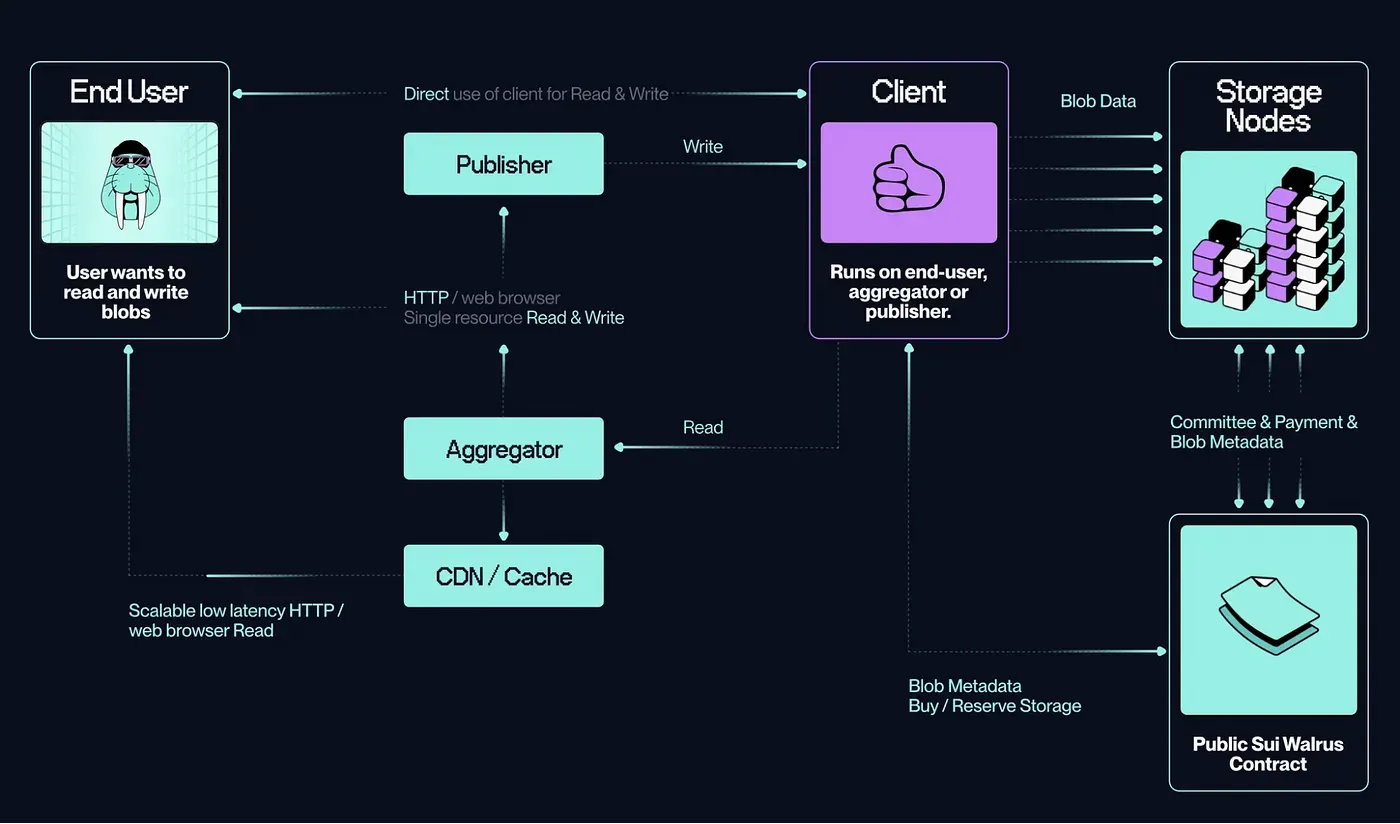 End User
User wants to
read and write
blobs
Direct use of client for Read & Write
Publisher
Write
HTTP / web browser
Single resource Read & Write
Aggregator
Read
CDN / Cache
Scalable low latency HTTP /
web browser Read
Client
Runs on end-user,
aggregator or
publisher.
Blob Data
Storage
Nodes
Committee & Payment &
Blob Metadata
Blob Metadata
Buy / Reserve Storage
Public Sui Walrus
Contract